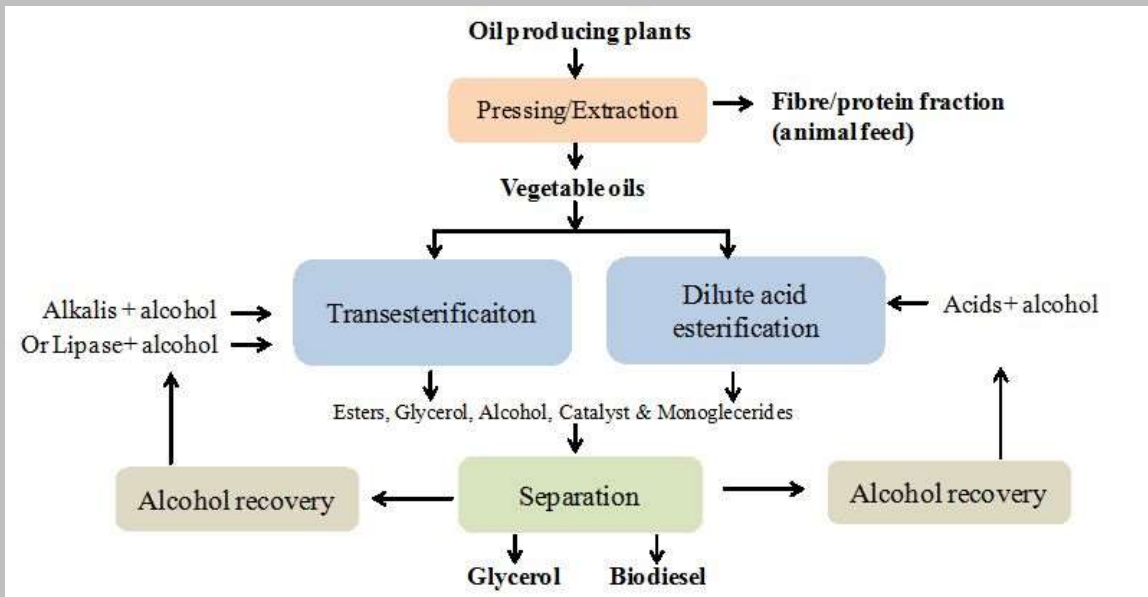 Oil producing plants
Pressing/Extraction
Fibre/protein fraction
(animal feed)
Vegetable oils
Alkalis + alcohol
Or Lipase+ alcohol
Transesterificaiton
Dilute acid
esterification
Acids+ alcohol
Esters, Glycerol, Alcohol, Catalyst & Monoglecerides
Alcohol recovery
Separation
Alcohol recovery
Glycerol
Biodiesel